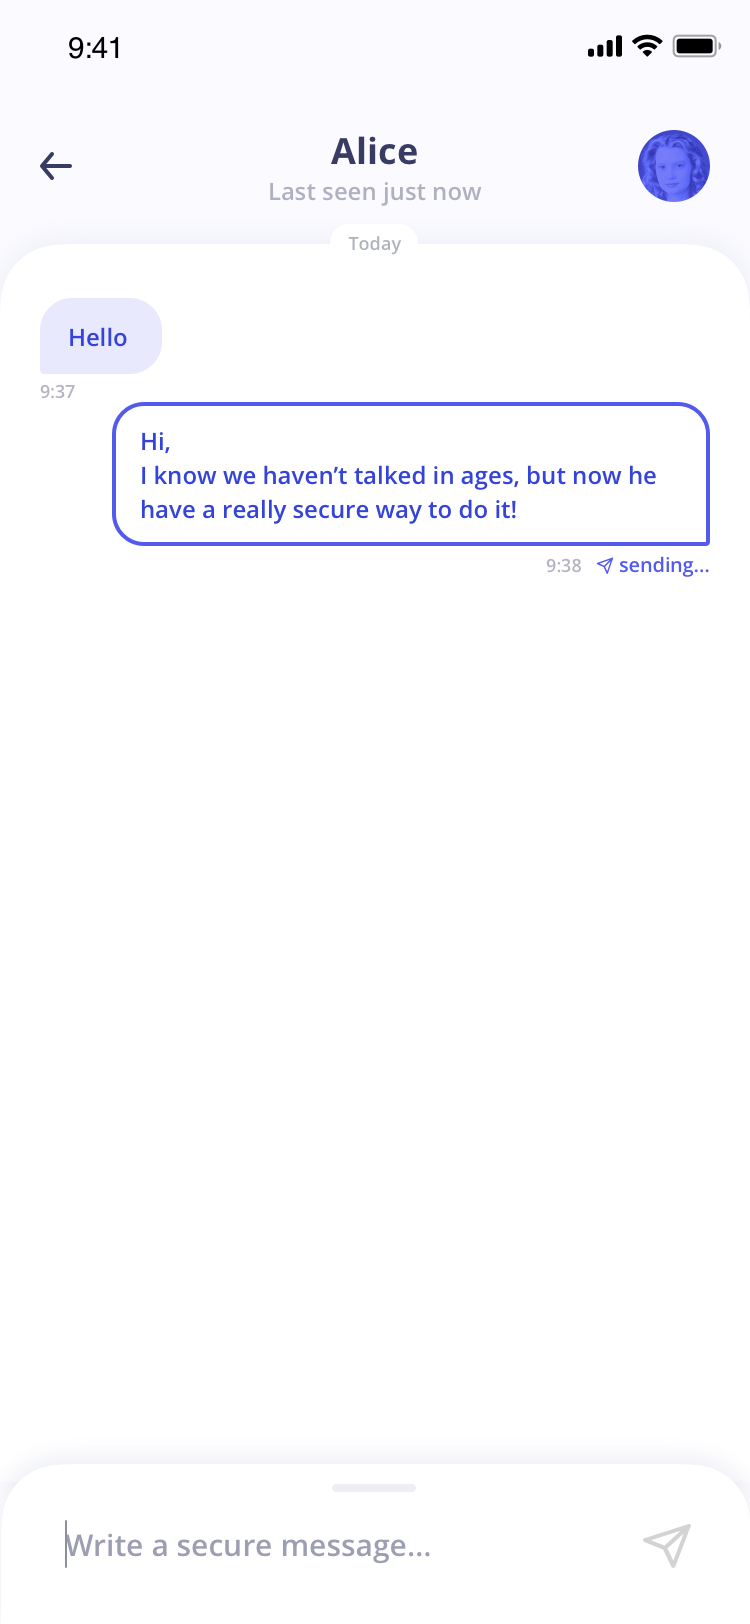 9:41
Alice
Last seen just now
Today
Hello
9:37
Hi,
I know we haven’t talked in ages, but now he
have a really secure way to do it!
9:38 sending...
Write a secure message...